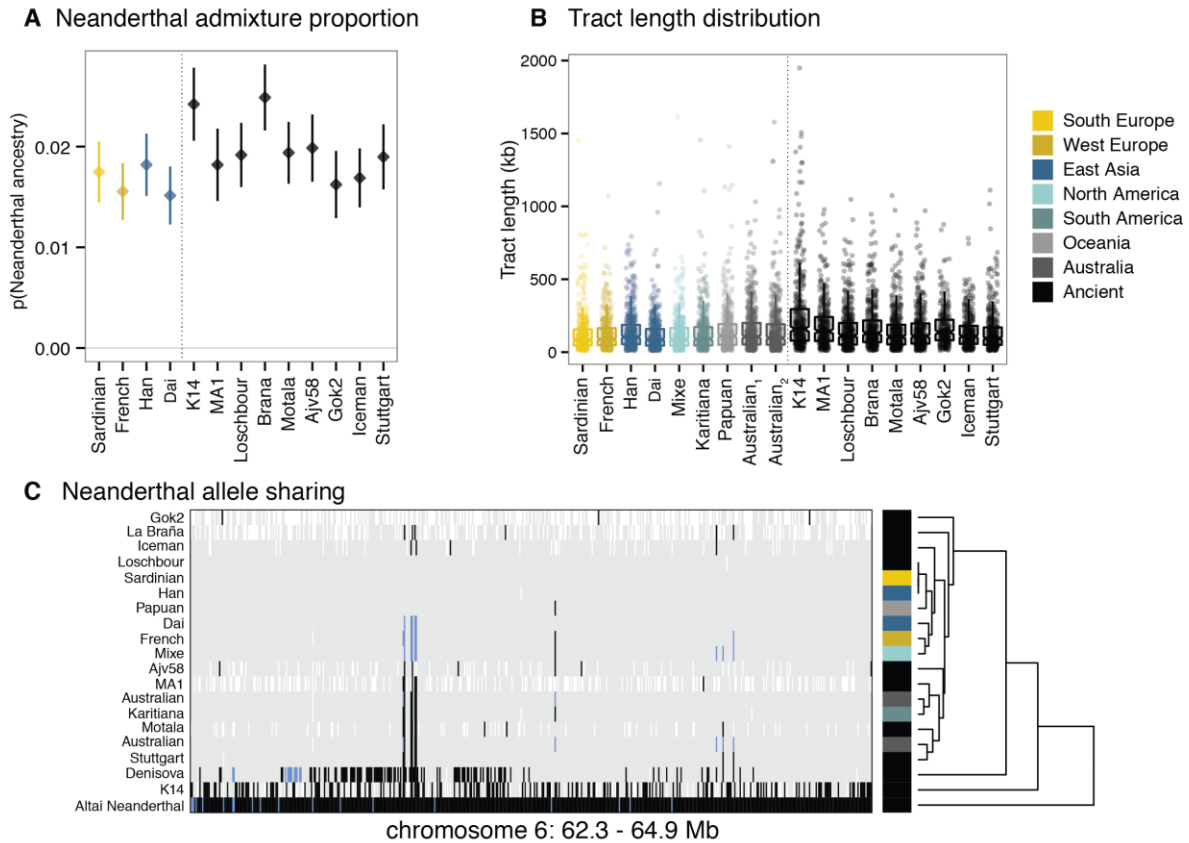 A Neanderthal admixture proportion
p(Neanderthal ancestry)
0.02
0.01
0.00
Sardinian
French
Han
Dai
K14
MA1
Loschbour
Brana
Motala
Ajv58
Gok2
Iceman
Stuttgart
B Tract length distribution
Tract length (kb)
2000
1500
1000
500
0
Sardinian
French
Han
Dai
Mixe
Karitiana
Papuan
Australian1
Australian2
K14
MA1
Loschbour
Brana
Motala
Ajv58
Gok2
Iceman
Stuttgart
South Europe
West Europe
East Asia
North America
South America
Oceania
Australia
Ancient
C Neanderthal allele sharing
Gok2
La Braña
Iceman
Loschbour
Sardinian
Han
Papuan
Dai
French
Mixe
Ajv58
MA1
Australian
Karitiana
Motala
Australian
Stuttgart
Denisova
K14
Altai Neanderthal
chromosome 6: 62.3 - 64.9 Mb